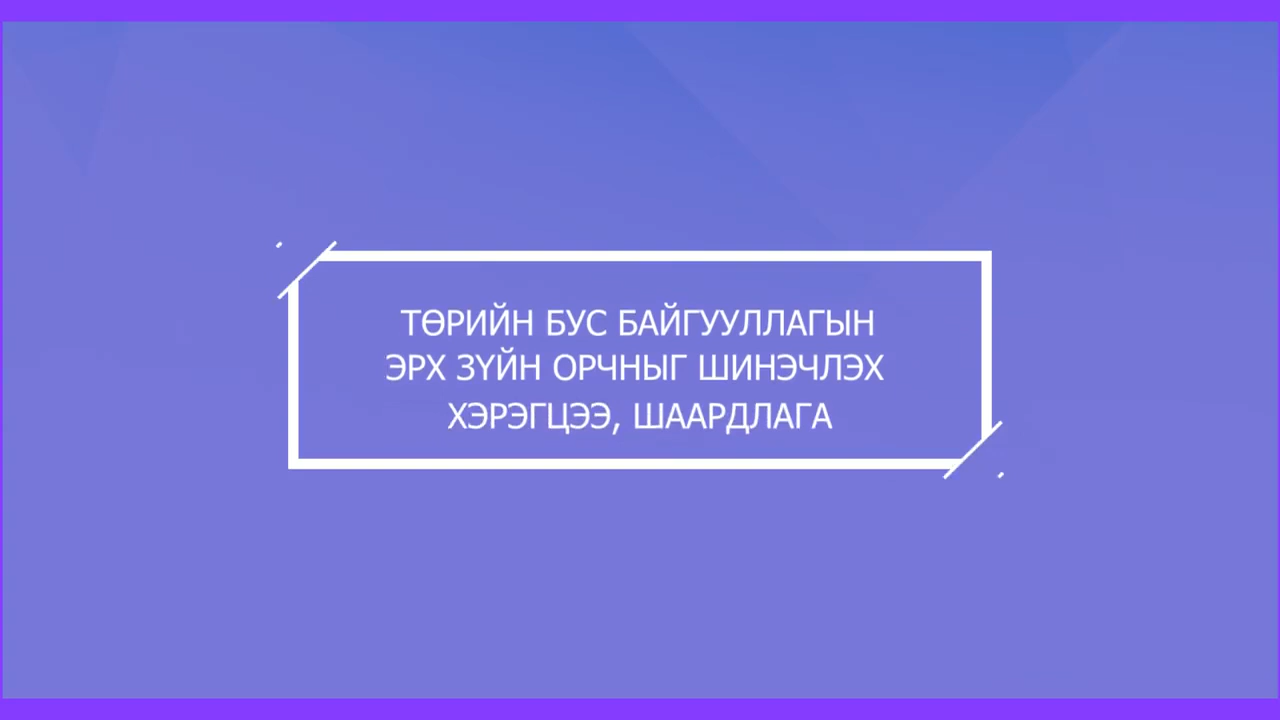 ТӨРИЙН БУС БАЙГУУЛЛАГЫН
ЭРХ ЗҮЙН ОРЧНЫГ ШИНЭЧЛЭХ
ХЭРЭГЦЭЭ, ШААРДЛАГА